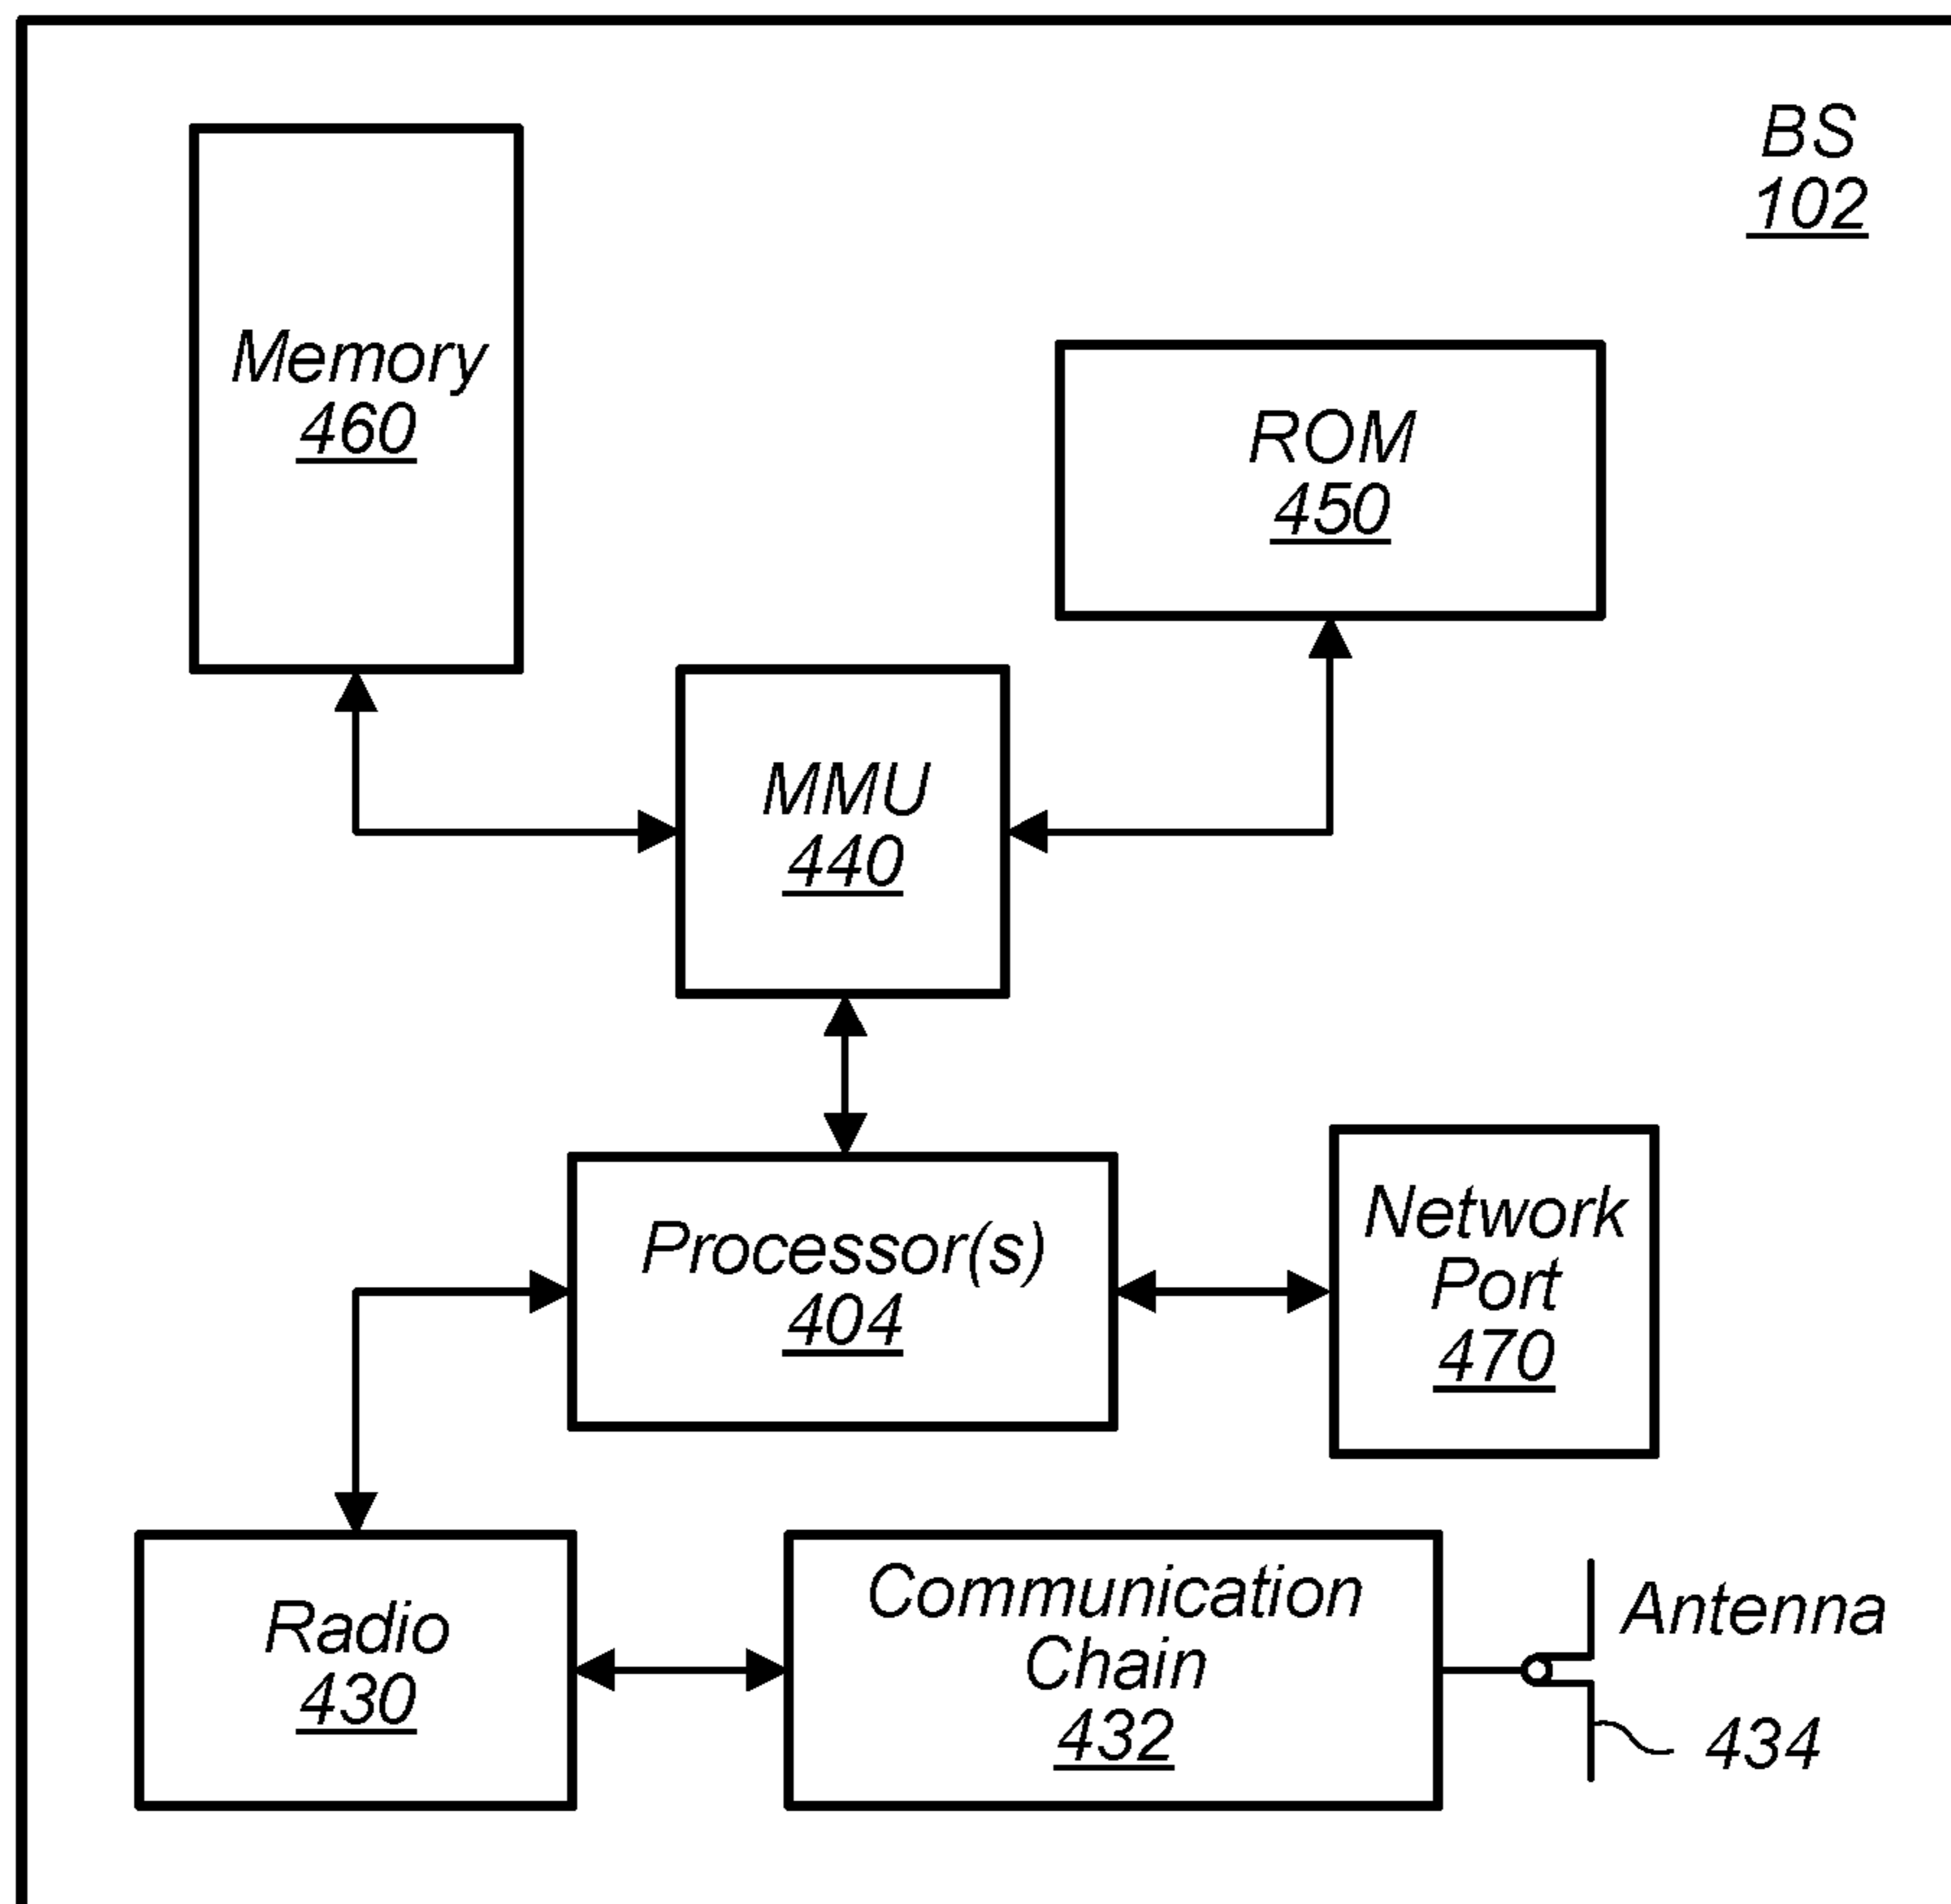 BS
102
Memory
460
ROM
450
MMU
440
Processor(s)
404
Network
Port
470
Radio
430
Communication
Chain
432
Antenna
434